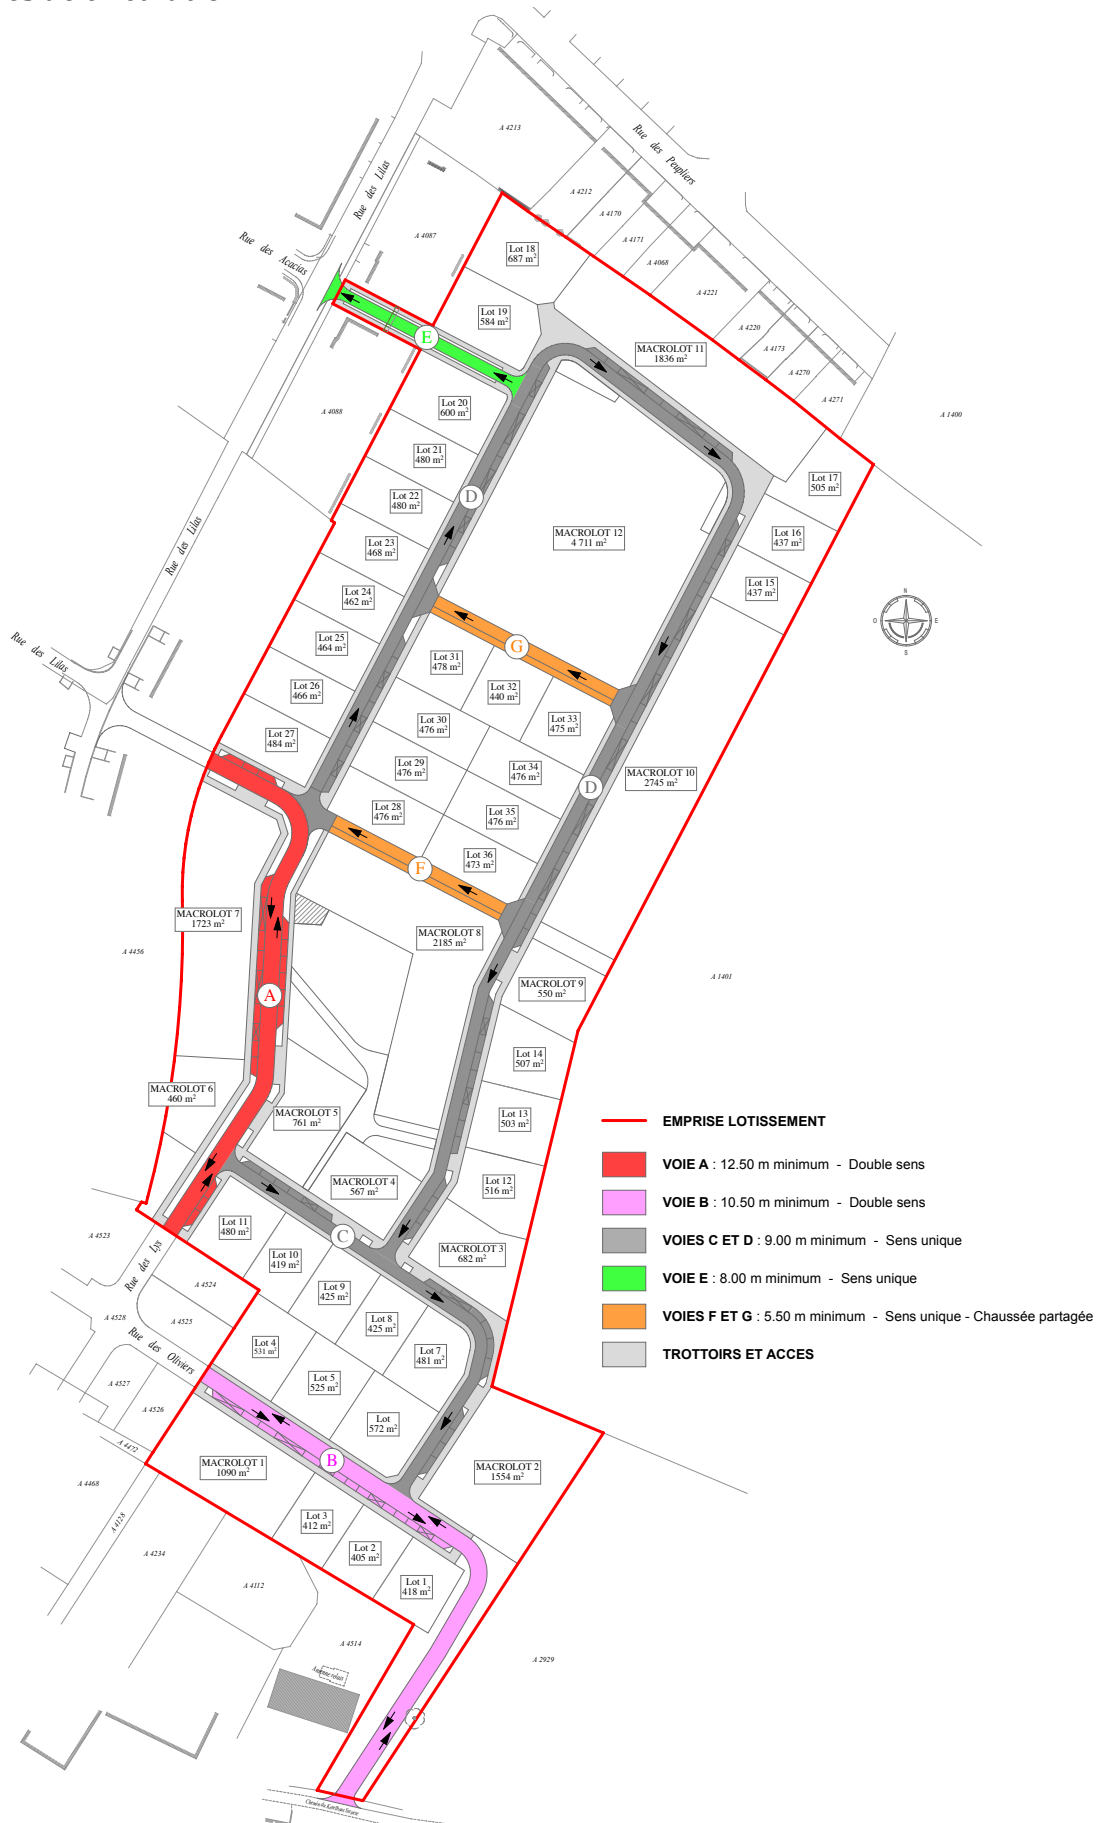 A 4213
Rue des Peupliers
Rue des Lilas
A 4212
A 4170
A 4171
A 4068
A 4087
Rue des Acacias
Lot 18
687 m²
A 4221
A 4220
A 4173
A 4270
A 4271
Lot 19
584 m²
E
MACROLOT 11
1836 m²
A 4088
Lot 20
600 m²
A 1400
Lot 21
480 m²
Lot 17
505 m²
Lot 22
480 m²
D
Rue des Lilas
MACROLOT 12
4 711 m²
Lot 16
437 m²
Lot 23
468 m²
Lot 15
437 m²
Lot 24
462 m²
N
O
E
S
Rue des Lilas
Lot 25
464 m²
G
Lot 31
478 m²
Lot 26
466 m²
Lot 32
440 m²
Lot 30
476 m²
Lot 33
475 m²
Lot 27
484 m²
Lot 29
476 m²
Lot 34
476 m²
MACROLOT 10
2745 m²
D
Lot 28
476 m²
Lot 35
476 m²
F
Lot 36
473 m²
MACROLOT 7
1723 m²
MACROLOT 8
2185 m²
A 4456
A 1401
A
MACROLOT 9
550 m²
Lot 14
507 m²
MACROLOT 6
460 m²
MACROLOT 5
761 m²
Lot 13
503 m²
EMPRISE LOTISSEMENT
VOIE A : 12.50 m minimum - Double sens
VOIE B : 10.50 m minimum - Double sens
VOIES C ET D : 9.00 m minimum - Sens unique
VOIE E : 8.00 m minimum - Sens unique
VOIES F ET G : 5.50 m minimum - Sens unique - Chaussée partagée
TROTTOIRS ET ACCES
MACROLOT 4
567 m²
Lot 12
516 m²
Lot 11
480 m²
C
A 4523
Rue des Lys
Lot 10
419 m²
MACROLOT 3
682 m²
A 4524
Lot 9
425 m²
A 4528
A 4525
Lot 8
425 m²
Rue des Oliviers
Lot 4
531 m²
Lot 7
481 m²
A 4527
Lot 5
525 m²
A 4526
Lot
572 m²
A 4472
B
MACROLOT 1
1090 m²
MACROLOT 2
1554 m²
A 4468
A 4128
Lot 3
412 m²
A 4234
Lot 2
405 m²
A 4112
Lot 1
418 m²
A 4514
A 2929